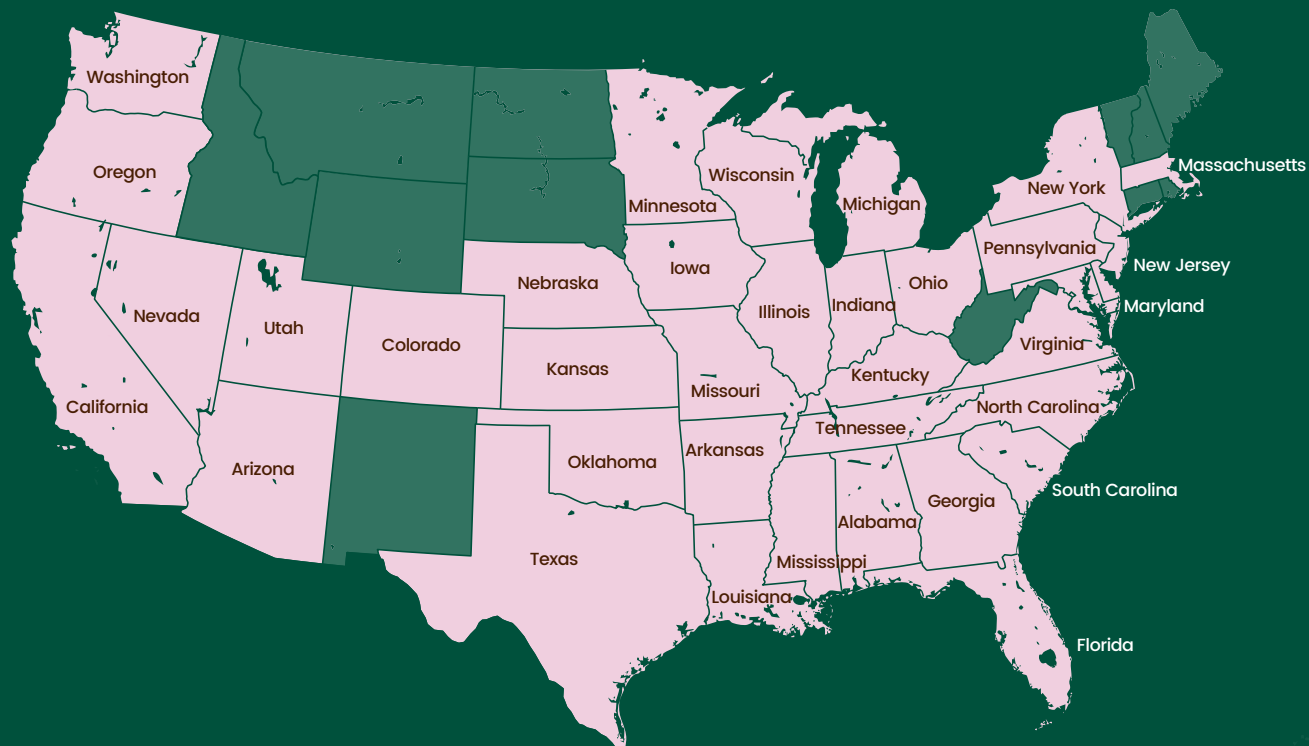 Washington
Massachusetts
Oregon
Wisconsin
New York
Minnesota
Michigan
Pennsylvania
New Jersey
Iowa
Nebraska
Ohio
Indiana
Maryland
Illinois
Nevada
Utah
Colorado
Virginia
Kansas
Kentucky
Missouri
California
North Carolina
Tennessee
Arkansas
Oklahoma
Arizona
South Carolina
Georgia
Alabama
Texas
Mississippi
Louisiana
Florida